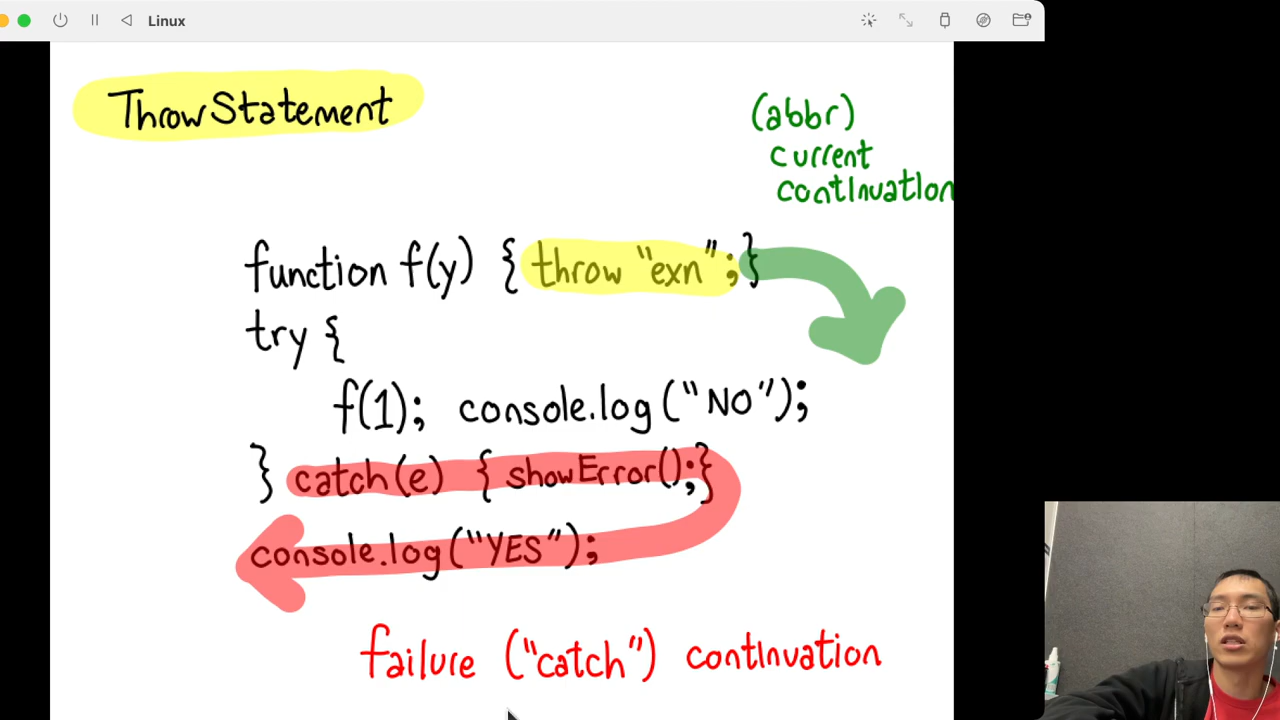 Linux
ThrowStatement
(abbr)
current
continuation
function f(y) { throw "exn"; }
try {
f(1); console.log("NO");
} catch(e) { showError();}
console.log("YES");
failure ("catch") continuation